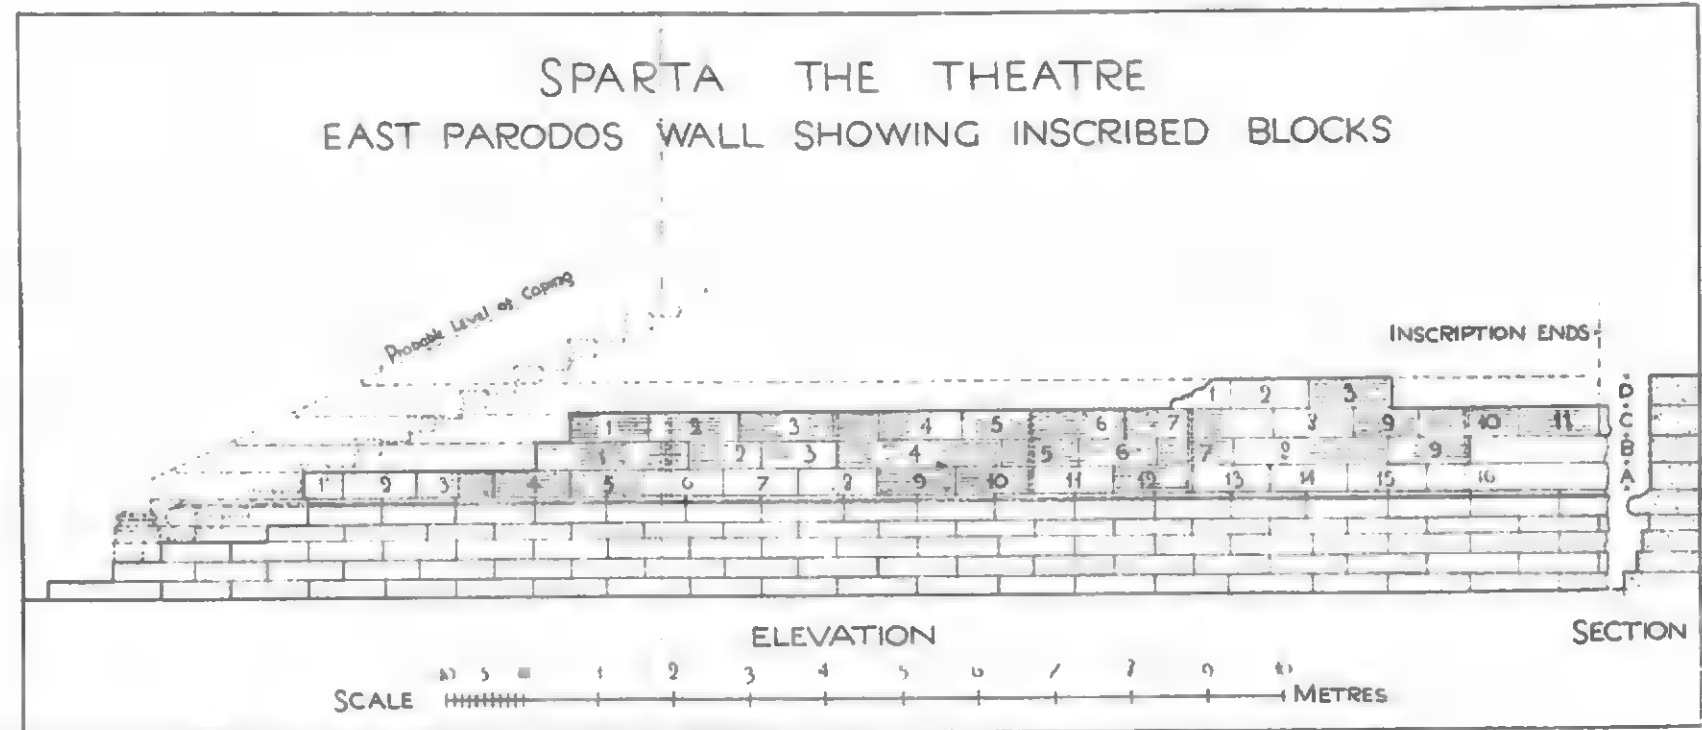 SPARTA THE THEATRE
EAST PARODOS WALL SHOWING INSCRIBED BLOCKS
Probable Level of Coping
INSCRIPTION ENDS
1 2 3 D
1 2 3 4 5 6 7 8 9 10 11 C
1 2 3 4 5 6 7 9 B
1 2 3 4 5 6 7 8 9 10 11 12 13 14 15 16 A
ELEVATION
SECTION
10 5 1 2 3 4 5 6 7 8 9 10
SCALE METRES